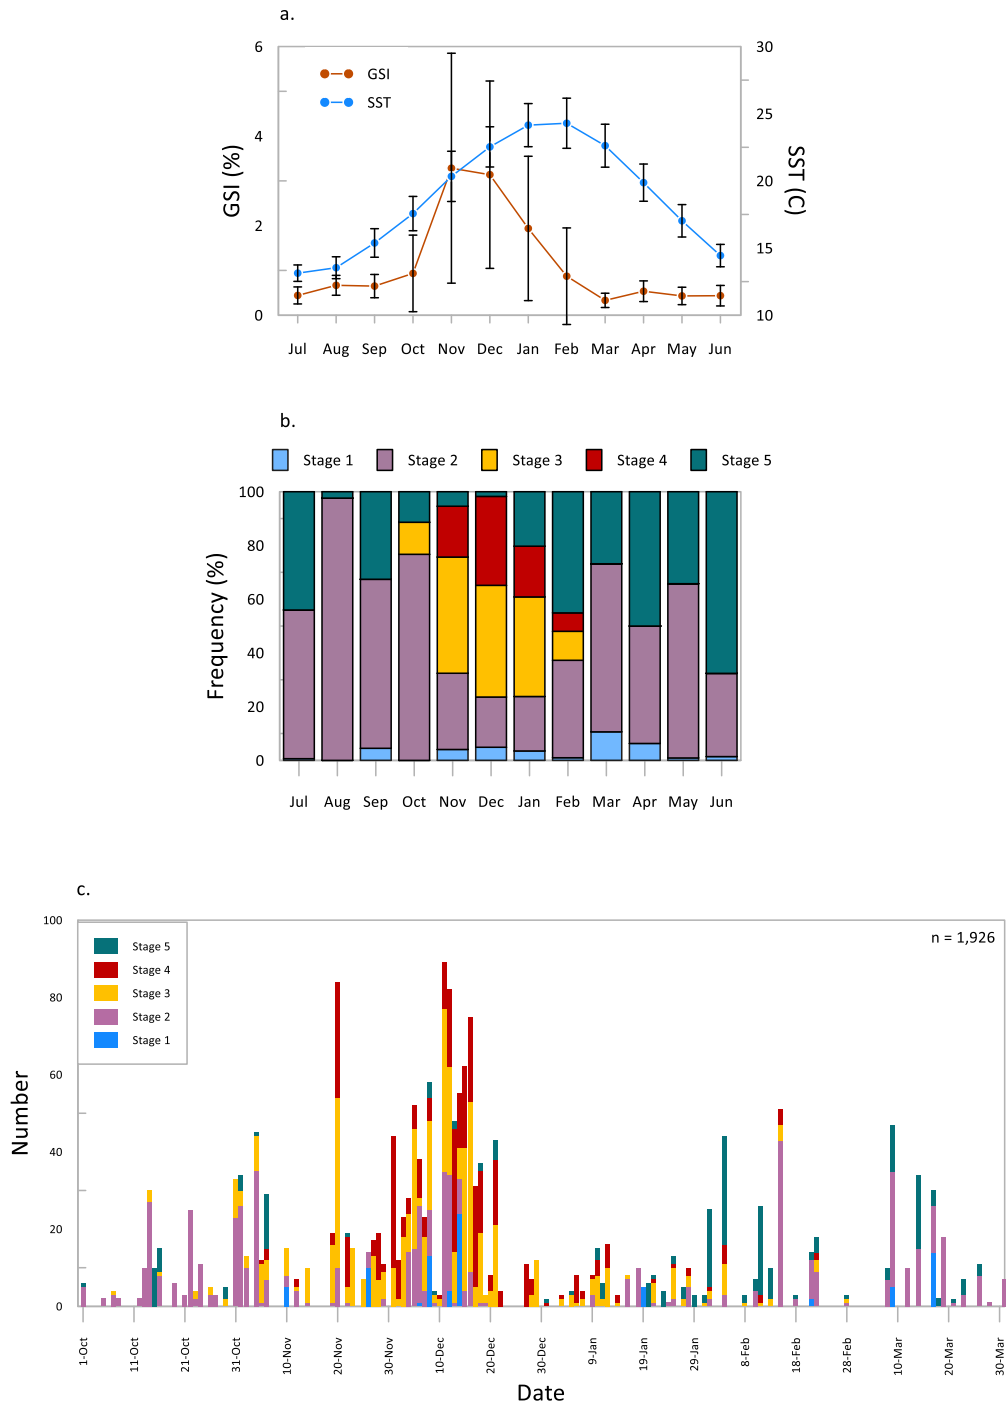 a.
6
4
2
0
GSI (%)
GSI
SST
30
25
20
15
10
SST (C)
Jul Aug Sep Oct Nov Dec Jan Feb Mar Apr May Jun
b.
Stage 1 Stage 2 Stage 3 Stage 4 Stage 5
100
80
60
40
20
0
Frequency (%)
Jul Aug Sep Oct Nov Dec Jan Feb Mar Apr May Jun
c.
100
80
60
40
20
0
Number
Stage 5
Stage 4
Stage 3
Stage 2
Stage 1
n = 1,926
1-Oct 11-Oct 21-Oct 31-Oct 10-Nov 20-Nov 30-Nov 10-Dec 20-Dec 30-Dec 9-Jan 19-Jan 29-Jan 8-Feb 18-Feb 28-Feb 10-Mar 20-Mar 30-Mar
Date